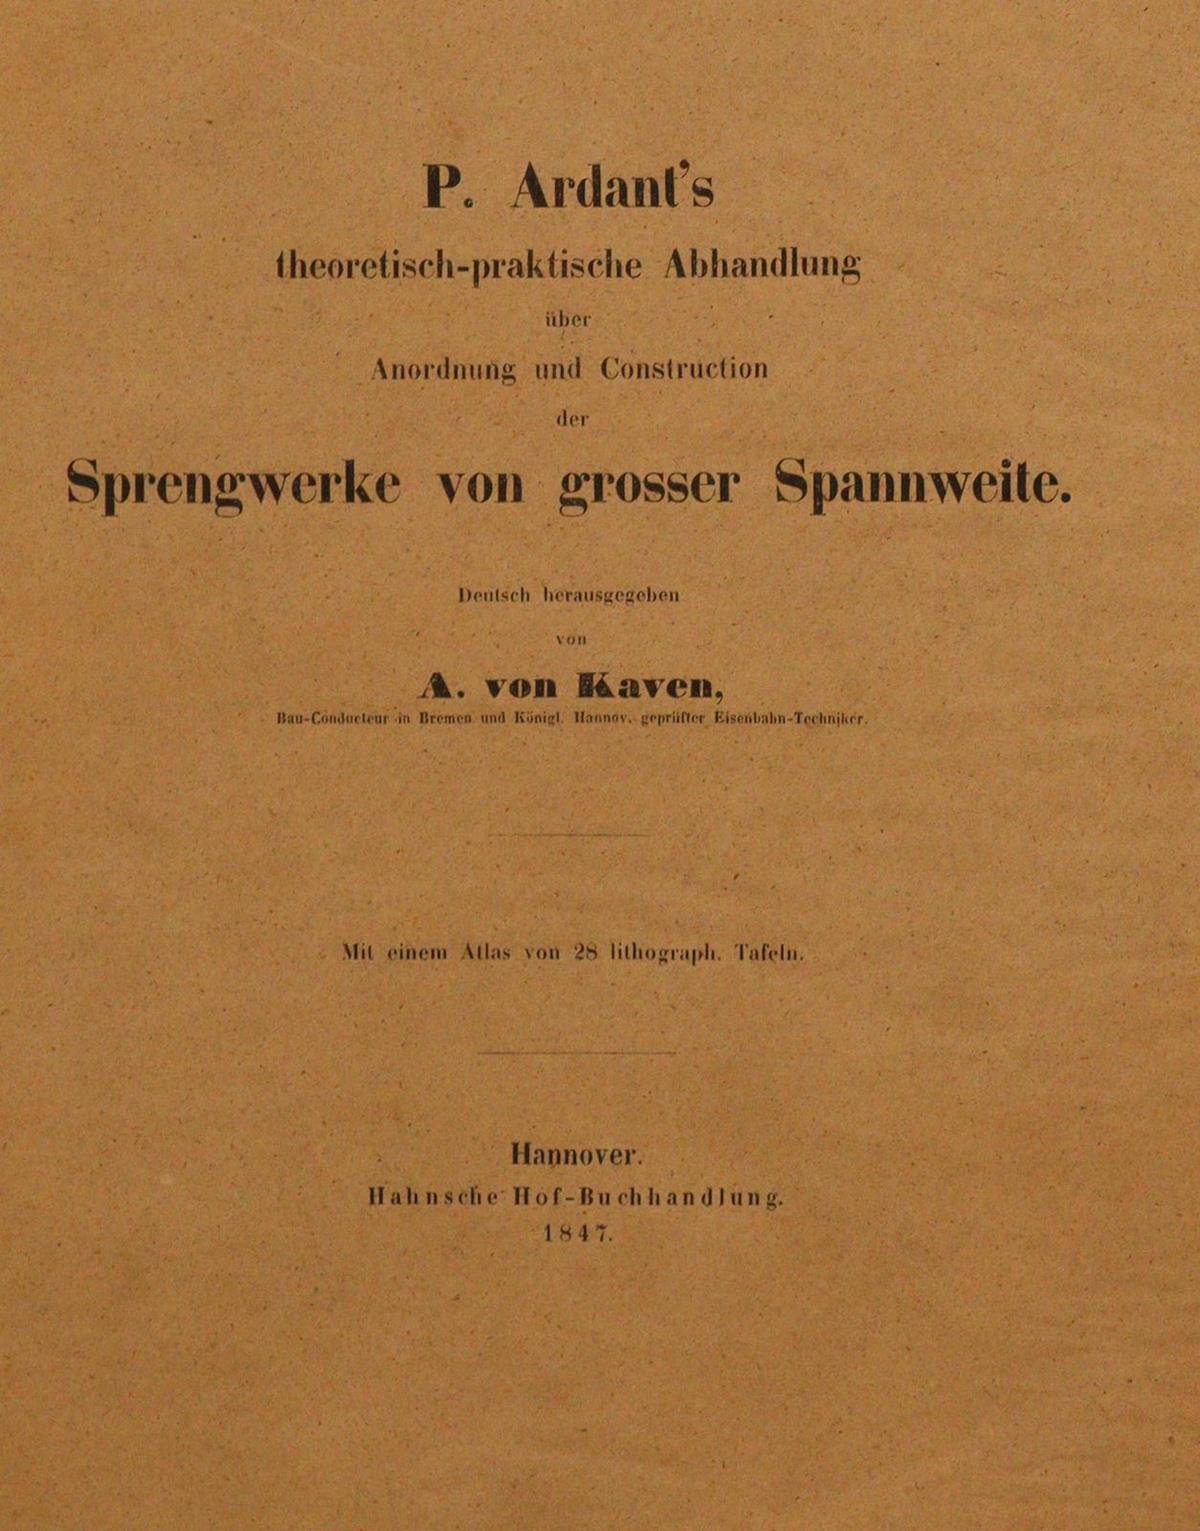 P. Ardant's
theoretisch-praktische Abhandlung
über
Anordnung und Construction
der
Sprengwerke von grosser Spannweite.
Deutsch herausgegeben
von
A. von Kaven,
Bau-Conducteur in Bremen und Königl. Hannov. geprüfter Eisenbahn-Techniker.
Mit einem Atlas von 28 lithograph. Tafeln.
Hannover.
Hahnsche Hof-Buchhandlung.
1847.